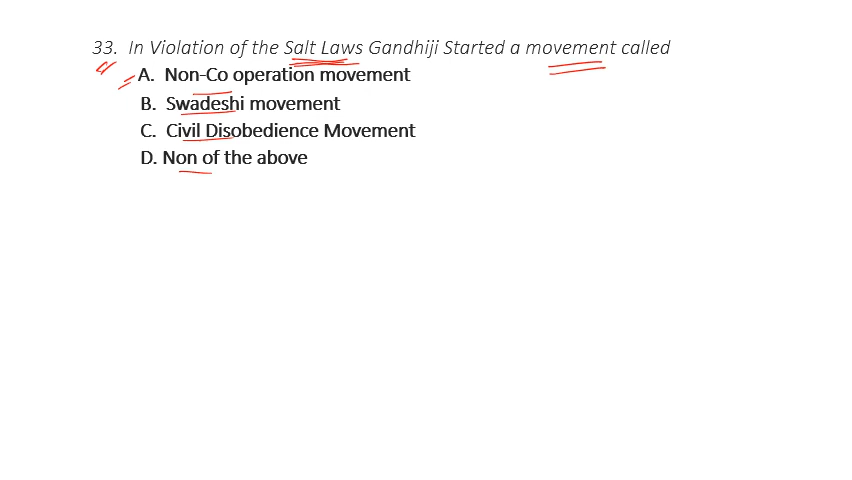 33. In Violation of the Salt Laws Gandhiji Started a movement called
A. Non-Co operation movement
B. Swadeshi movement
C. Civil Disobedience Movement
D. Non of the above